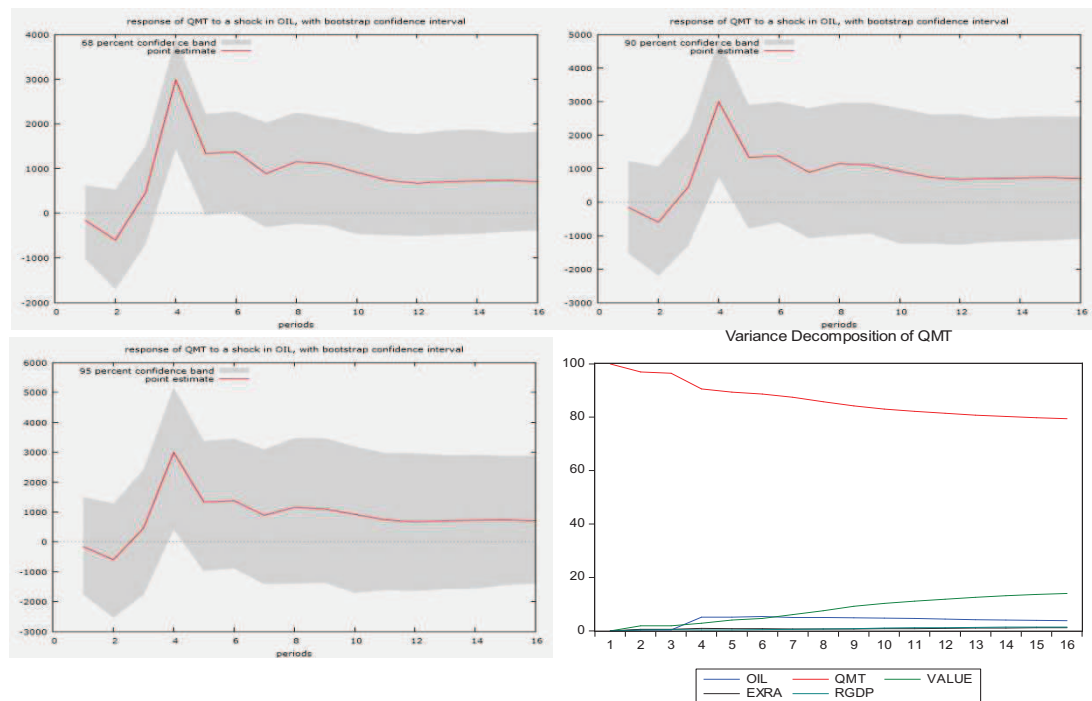 response of QMT to a shock in OIL, with bootstrap confidence interval
68 percent confidence band
point estimate
4000
3000
2000
1000
0
-1000
-2000
0 2 4 6 8 10 12 14 16
periods
response of QMT to a shock in OIL, with bootstrap confidence interval
90 percent confidence band
point estimate
5000
4000
3000
2000
1000
0
-1000
-2000
-3000
0 2 4 6 8 10 12 14 16
periods
response of QMT to a shock in OIL, with bootstrap confidence interval
95 percent confidence band
point estimate
6000
5000
4000
3000
2000
1000
0
-1000
-2000
-3000
0 2 4 6 8 10 12 14 16
periods
Variance Decomposition of QMT
100
80
60
40
20
0
1 2 3 4 5 6 7 8 9 10 11 12 13 14 15 16
OIL QMT VALUE
EXRA RGDP